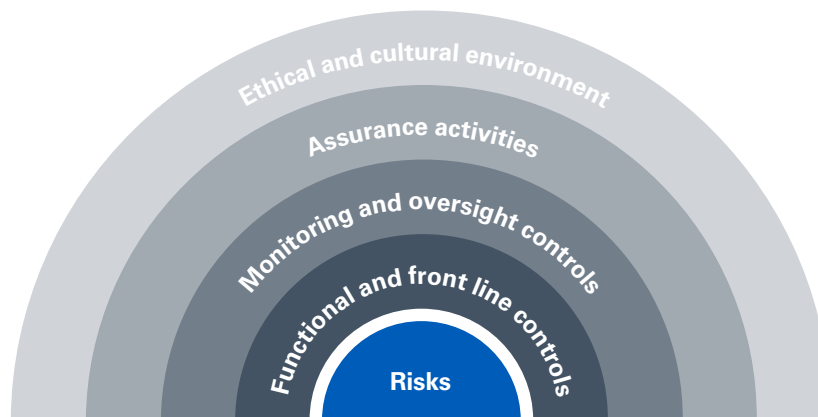 Ethical and cultural environment
Assurance activities
Monitoring and oversight controls
Functional and front line controls
Risks